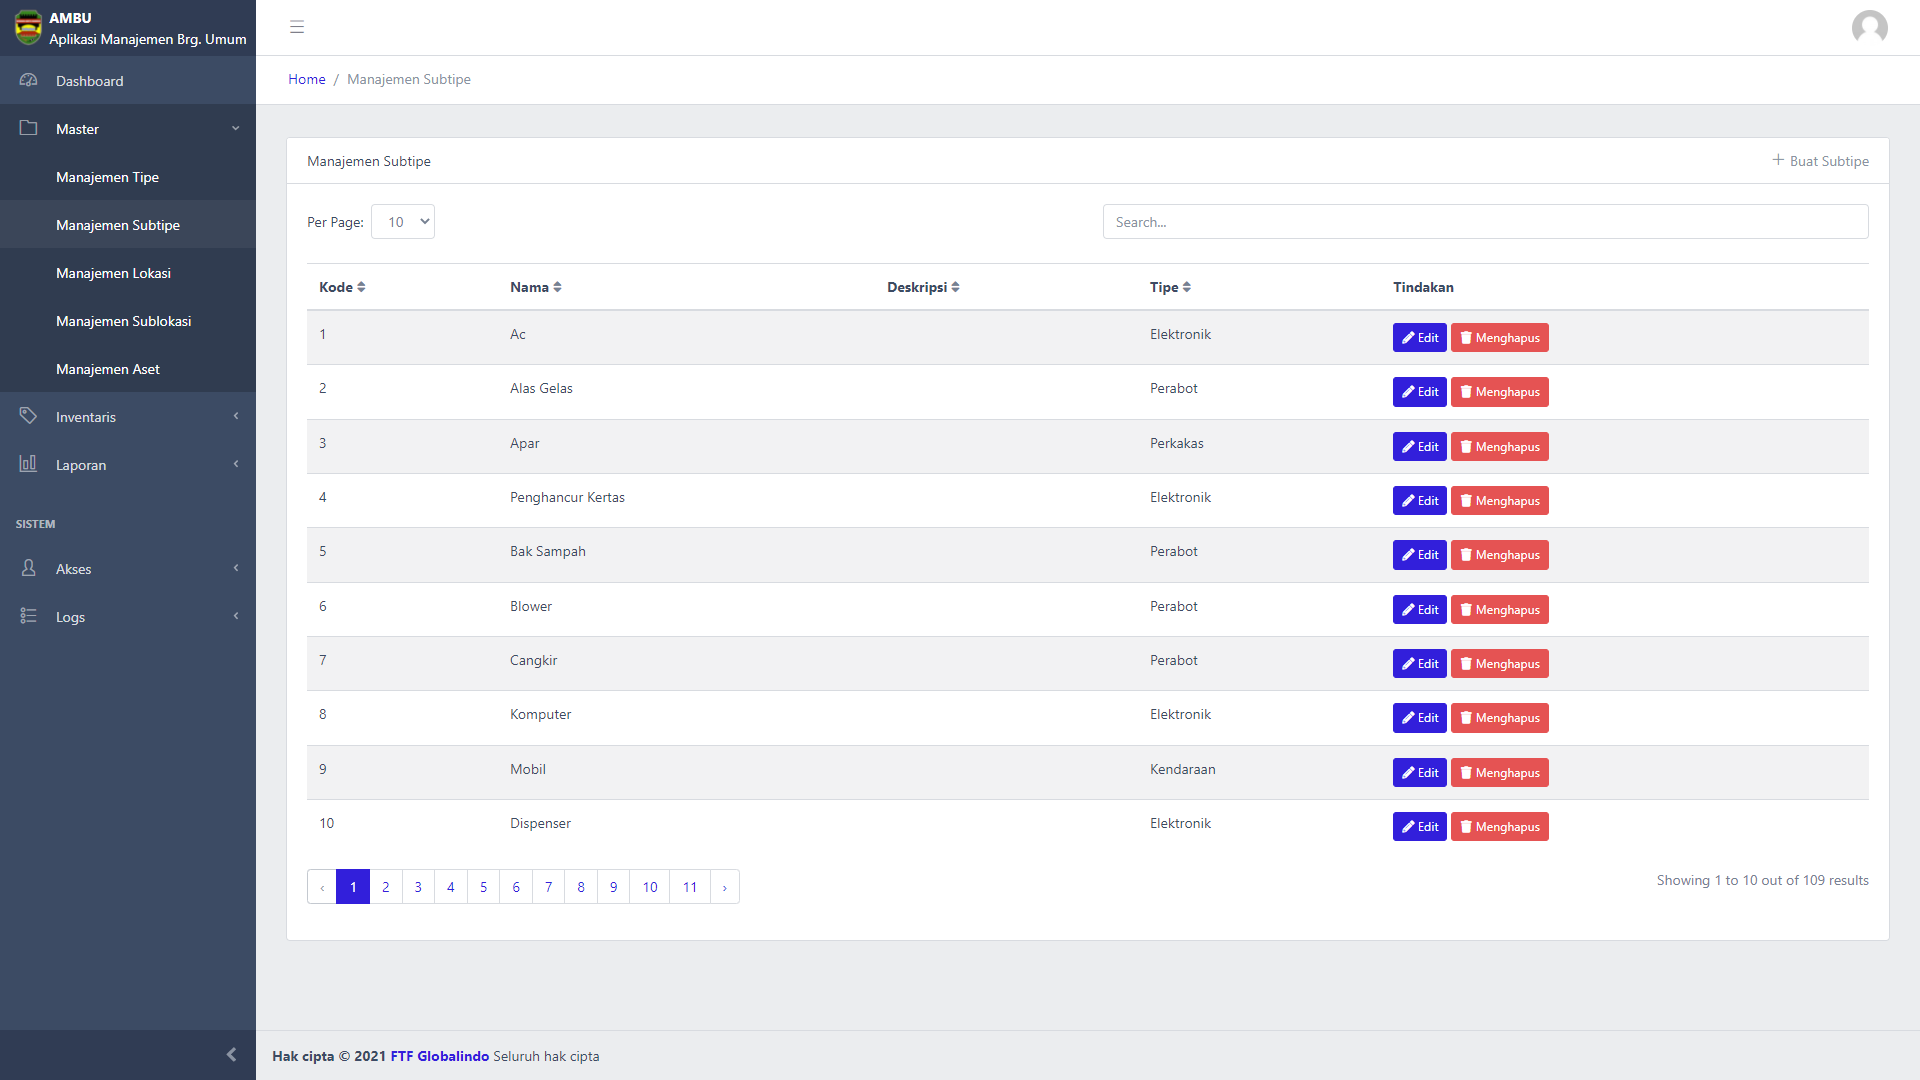 AMBU
Aplikasi Manajemen Brg. Umum
Dashboard
Master
Manajemen Tipe
Manajemen Subtipe
Manajemen Lokasi
Manajemen Sublokasi
Manajemen Aset
Inventaris
Laporan
SISTEM
Akses
Logs
Home / Manajemen Subtipe
Manajemen Subtipe
Buat Subtipe
Per Page: 10
Search...
Kode Nama Deskripsi Tipe Tindakan
1 Ac Elektronik Edit Menghapus
2 Alas Gelas Perabot Edit Menghapus
3 Apar Perkakas Edit Menghapus
4 Penghancur Kertas Elektronik Edit Menghapus
5 Bak Sampah Perabot Edit Menghapus
6 Blower Perabot Edit Menghapus
7 Cangkir Perabot Edit Menghapus
8 Komputer Elektronik Edit Menghapus
9 Mobil Kendaraan Edit Menghapus
10 Dispenser Elektronik Edit Menghapus
‹ 1 2 3 4 5 6 7 8 9 10 11 ›
Showing 1 to 10 out of 109 results
Hak cipta © 2021 FTF Globalindo Seluruh hak cipta